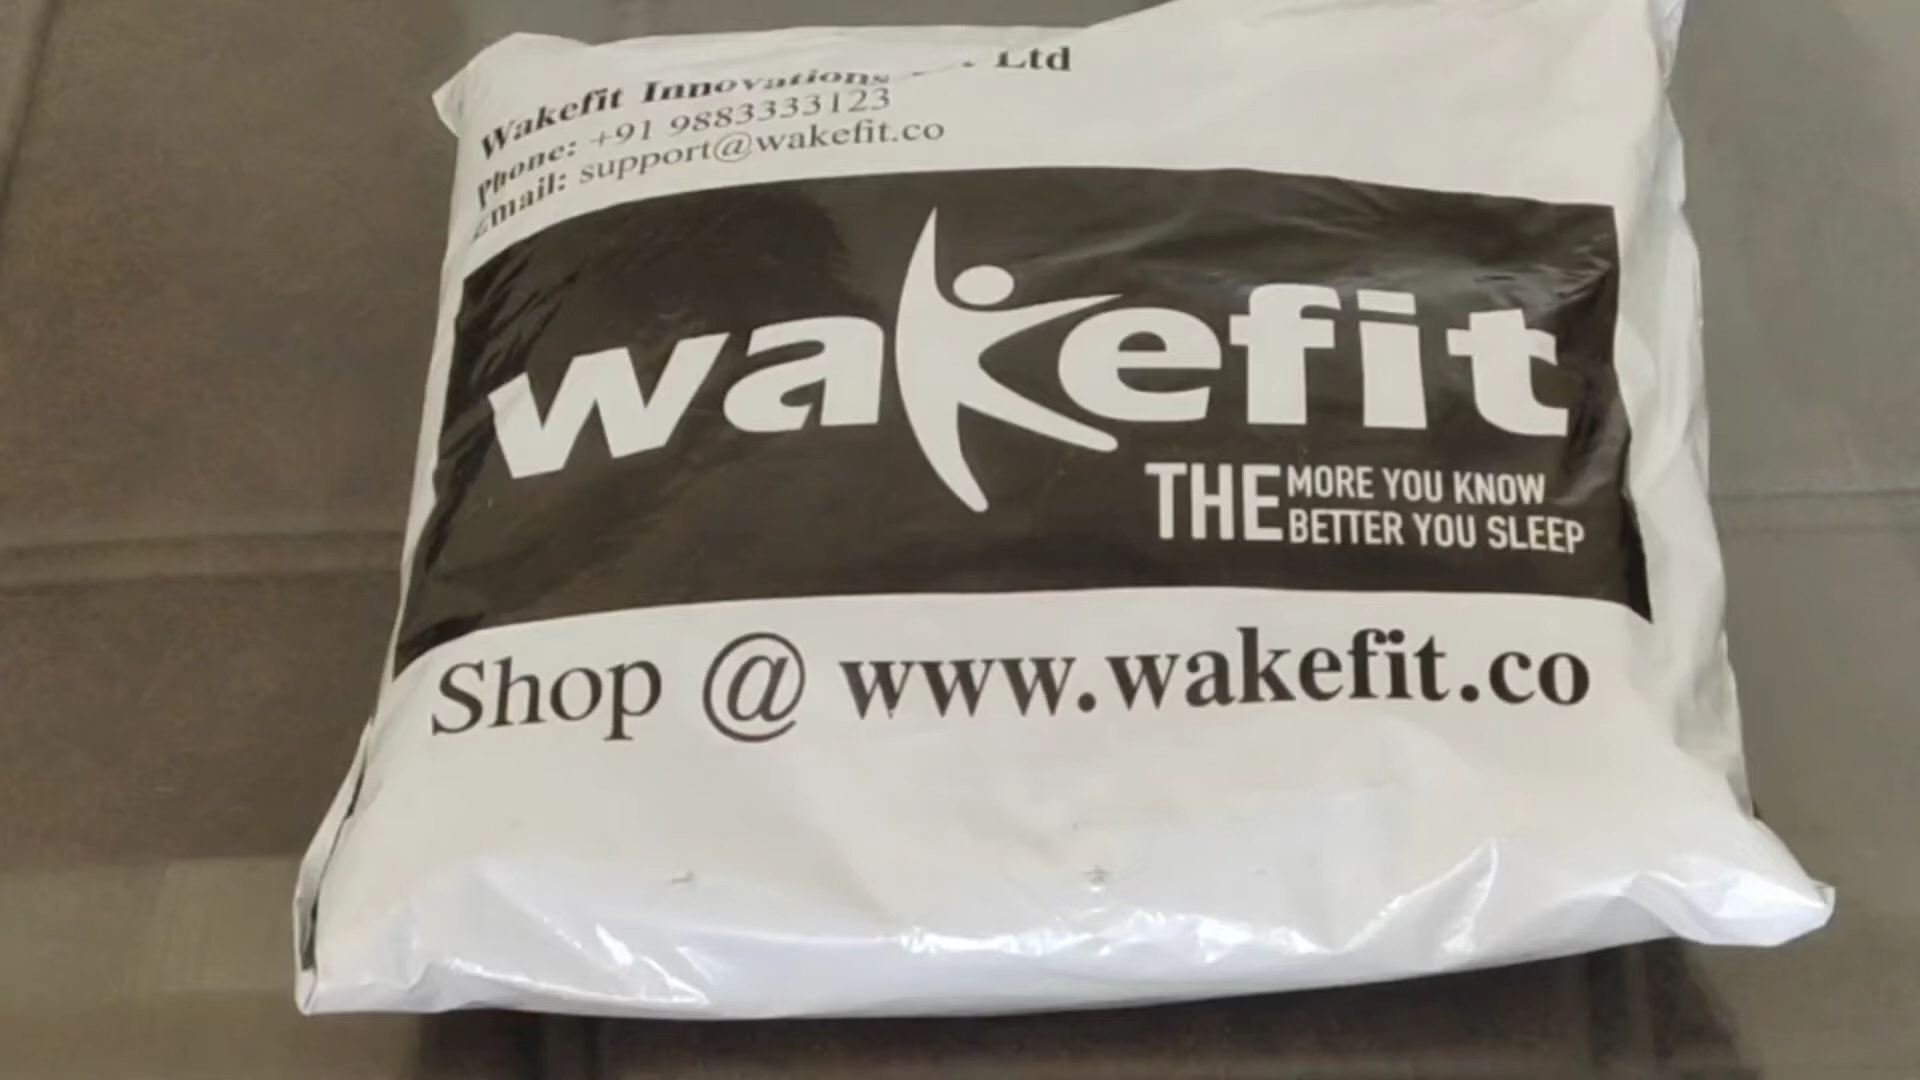 Wakefit Innovations Ltd
Phone: +91 9883333123
Email: support@wakefit.co
wakefit
THE MORE YOU KNOW
BETTER YOU SLEEP
Shop @ www.wakefit.co